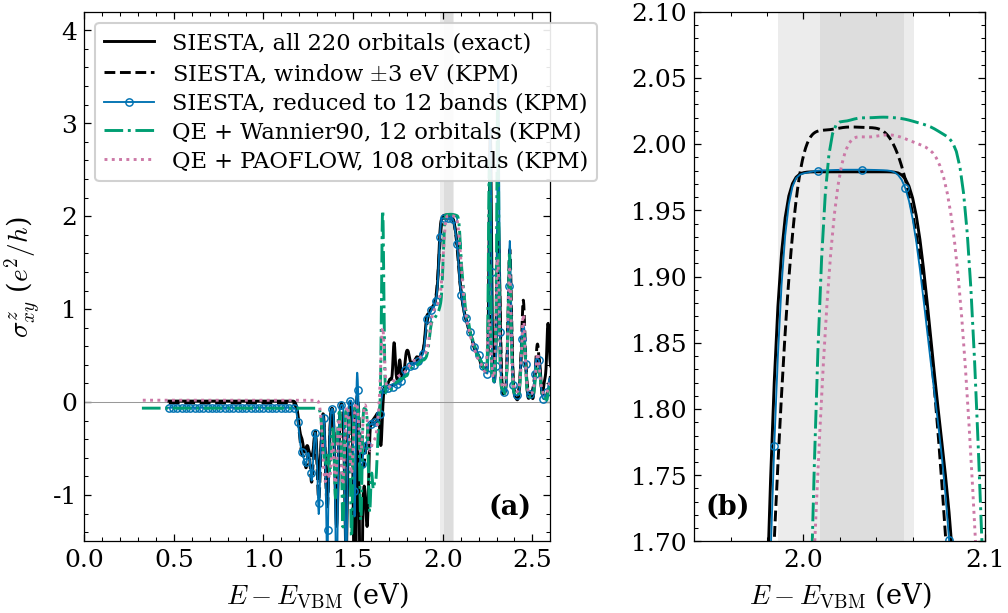 SIESTA, all 220 orbitals (exact)
SIESTA, window ±3 eV (KPM)
SIESTA, reduced to 12 bands (KPM)
QE + Wannier90, 12 orbitals (KPM)
QE + PAOFLOW, 108 orbitals (KPM)
4
3
2
1
0
-1
σ^z_xy (e²/h)
(a)
0.0 0.5 1.0 1.5 2.0 2.5
E − E_VBM (eV)
2.10
2.05
2.00
1.95
1.90
1.85
1.80
1.75
1.70
(b)
2.0 2.1
E − E_VBM (eV)